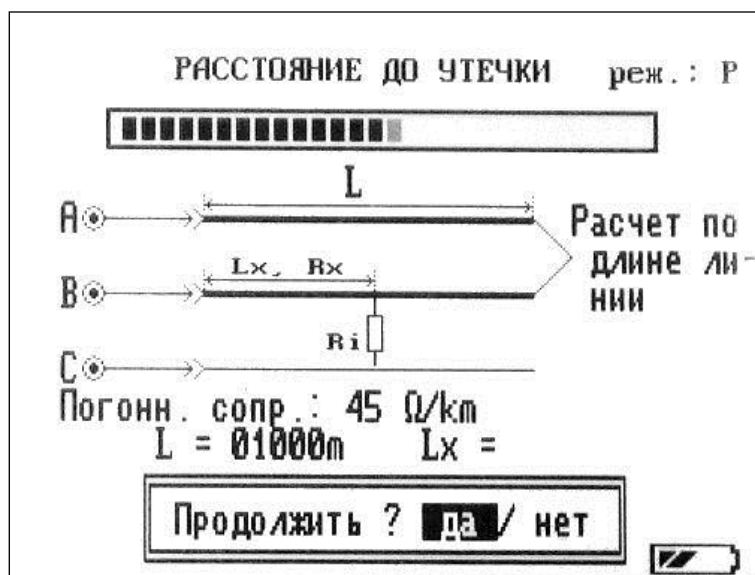 РАССТОЯНИЕ ДО УТЕЧКИ реж.: Р
L
A
Расчет по
длине ли-
нии
Lx, Rx
B
Ri
C
Погонн. сопр.: 45 Ω/km
L = 01000m Lx =
Продолжить ? да / нет